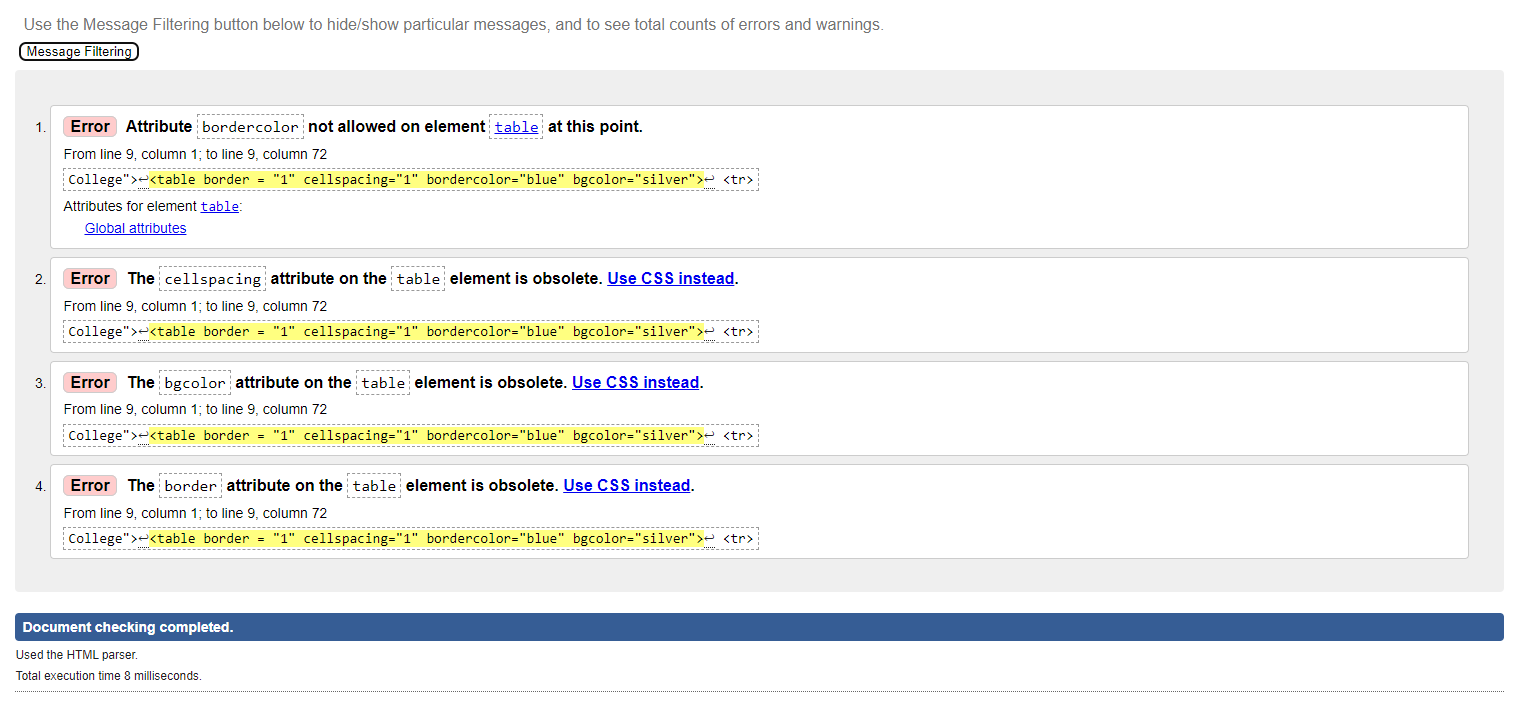 Use the Message Filtering button below to hide/show particular messages, and to see total counts of errors and warnings.
Message Filtering
1. Error Attribute bordercolor not allowed on element table at this point.
From line 9, column 1; to line 9, column 72
College">↩<table border = "1" cellspacing="1" bordercolor="blue" bgcolor="silver">↩ <tr>
Attributes for element table:
Global attributes
2. Error The cellspacing attribute on the table element is obsolete. Use CSS instead.
From line 9, column 1; to line 9, column 72
College">↩<table border = "1" cellspacing="1" bordercolor="blue" bgcolor="silver">↩ <tr>
3. Error The bgcolor attribute on the table element is obsolete. Use CSS instead.
From line 9, column 1; to line 9, column 72
College">↩<table border = "1" cellspacing="1" bordercolor="blue" bgcolor="silver">↩ <tr>
4. Error The border attribute on the table element is obsolete. Use CSS instead.
From line 9, column 1; to line 9, column 72
College">↩<table border = "1" cellspacing="1" bordercolor="blue" bgcolor="silver">↩ <tr>
Document checking completed.
Used the HTML parser.
Total execution time 8 milliseconds.